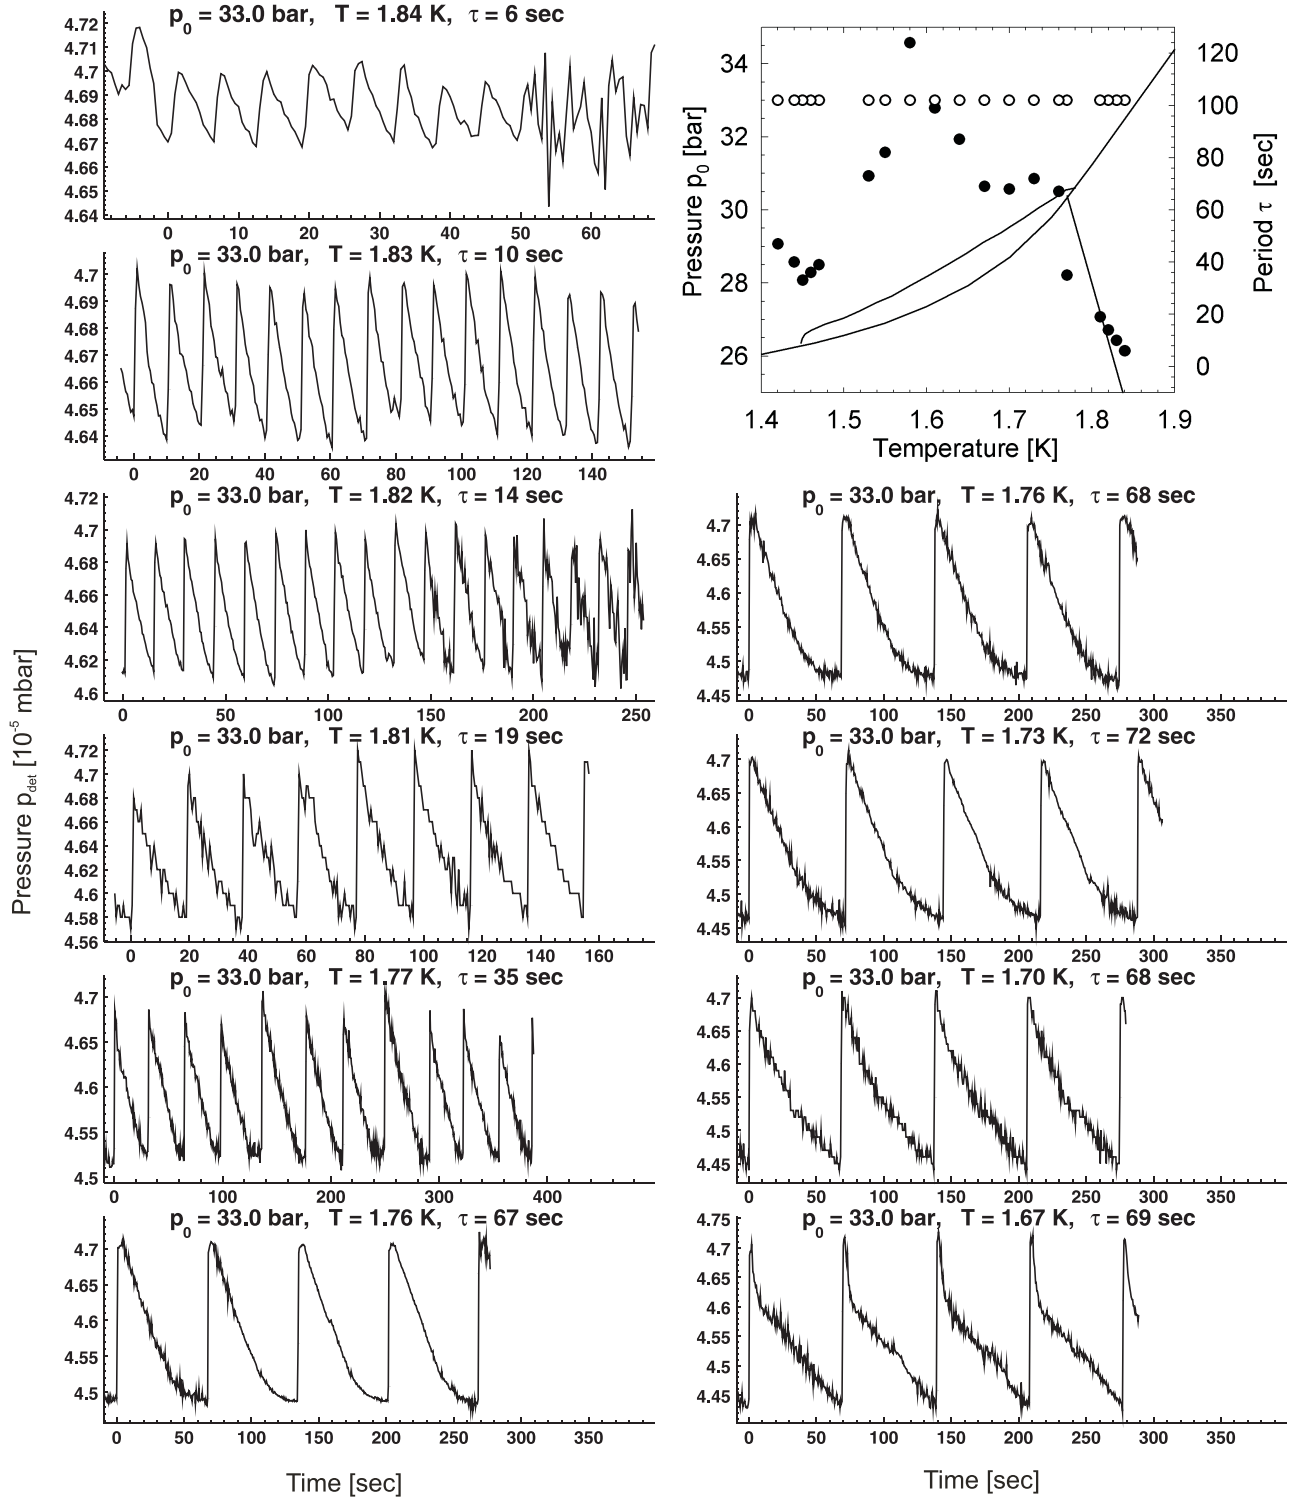 p0 = 33.0 bar, T = 1.84 K, τ = 6 sec
4.72
4.71
4.7
4.69
4.68
4.67
4.66
4.65
4.64
0 10 20 30 40 50 60
p0 = 33.0 bar, T = 1.83 K, τ = 10 sec
4.7
4.69
4.68
4.67
4.66
4.65
4.64
0 20 40 60 80 100 120 140
p0 = 33.0 bar, T = 1.82 K, τ = 14 sec
4.72
4.7
4.68
4.66
4.64
4.62
4.6
0 50 100 150 200 250
p0 = 33.0 bar, T = 1.81 K, τ = 19 sec
4.72
4.7
4.68
4.66
4.64
4.62
4.6
4.58
4.56
0 20 40 60 80 100 120 140 160
p0 = 33.0 bar, T = 1.77 K, τ = 35 sec
4.7
4.65
4.6
4.55
4.5
0 100 200 300 400
p0 = 33.0 bar, T = 1.76 K, τ = 67 sec
4.7
4.65
4.6
4.55
4.5
0 50 100 150 200 250 300 350
Time [sec]
Pressure pdet [10-5 mbar]
34
32
30
28
26
Pressure p0 [bar]
120
100
80
60
40
20
0
Period τ [sec]
1.4 1.5 1.6 1.7 1.8 1.9
Temperature [K]
p0 = 33.0 bar, T = 1.76 K, τ = 68 sec
4.7
4.65
4.6
4.55
4.5
4.45
0 50 100 150 200 250 300 350
p0 = 33.0 bar, T = 1.73 K, τ = 72 sec
4.7
4.65
4.6
4.55
4.5
4.45
0 50 100 150 200 250 300 350
p0 = 33.0 bar, T = 1.70 K, τ = 68 sec
4.7
4.65
4.6
4.55
4.5
4.45
0 50 100 150 200 250 300 350
p0 = 33.0 bar, T = 1.67 K, τ = 69 sec
4.75
4.7
4.65
4.6
4.55
4.5
4.45
0 50 100 150 200 250 300 350
Time [sec]